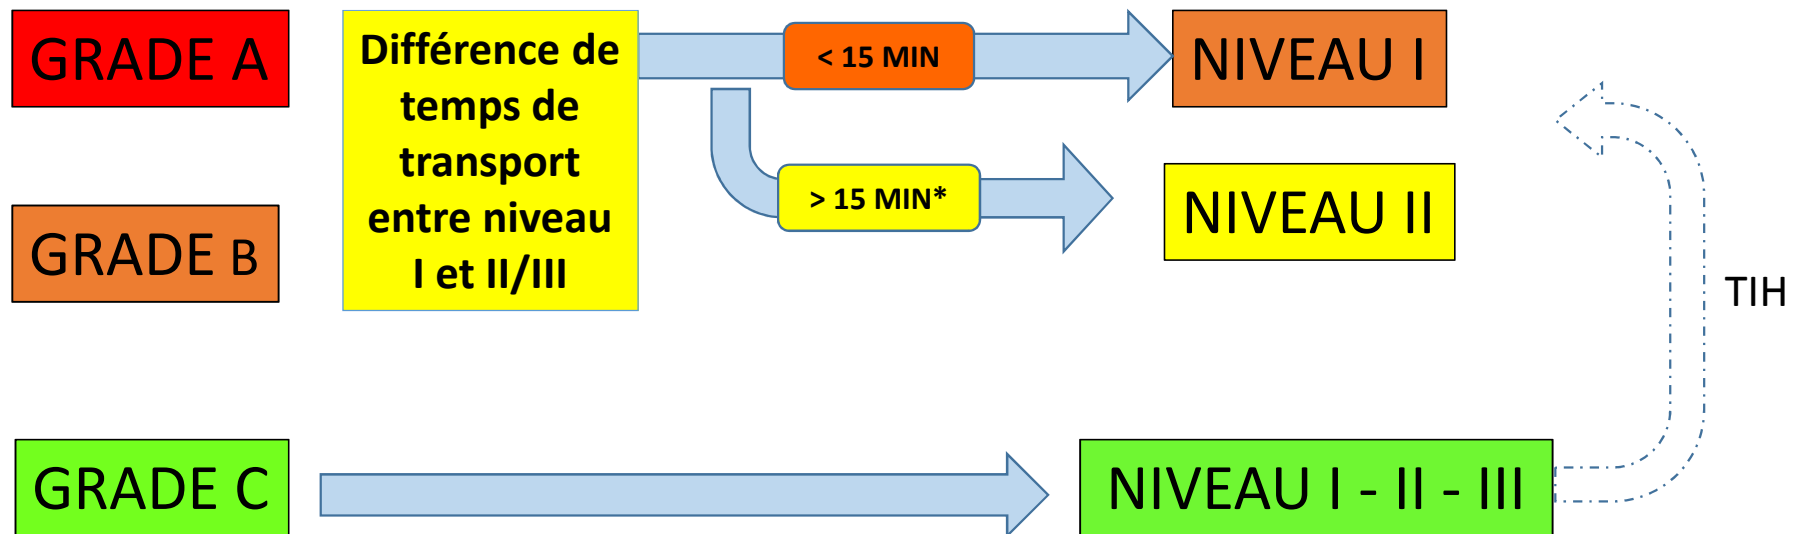 GRADE A
Différence de
temps de
transport
entre niveau
I et II/III
< 15 MIN
NIVEAU I
> 15 MIN*
NIVEAU II
GRADE B
TIH
GRADE C
NIVEAU I - II - III